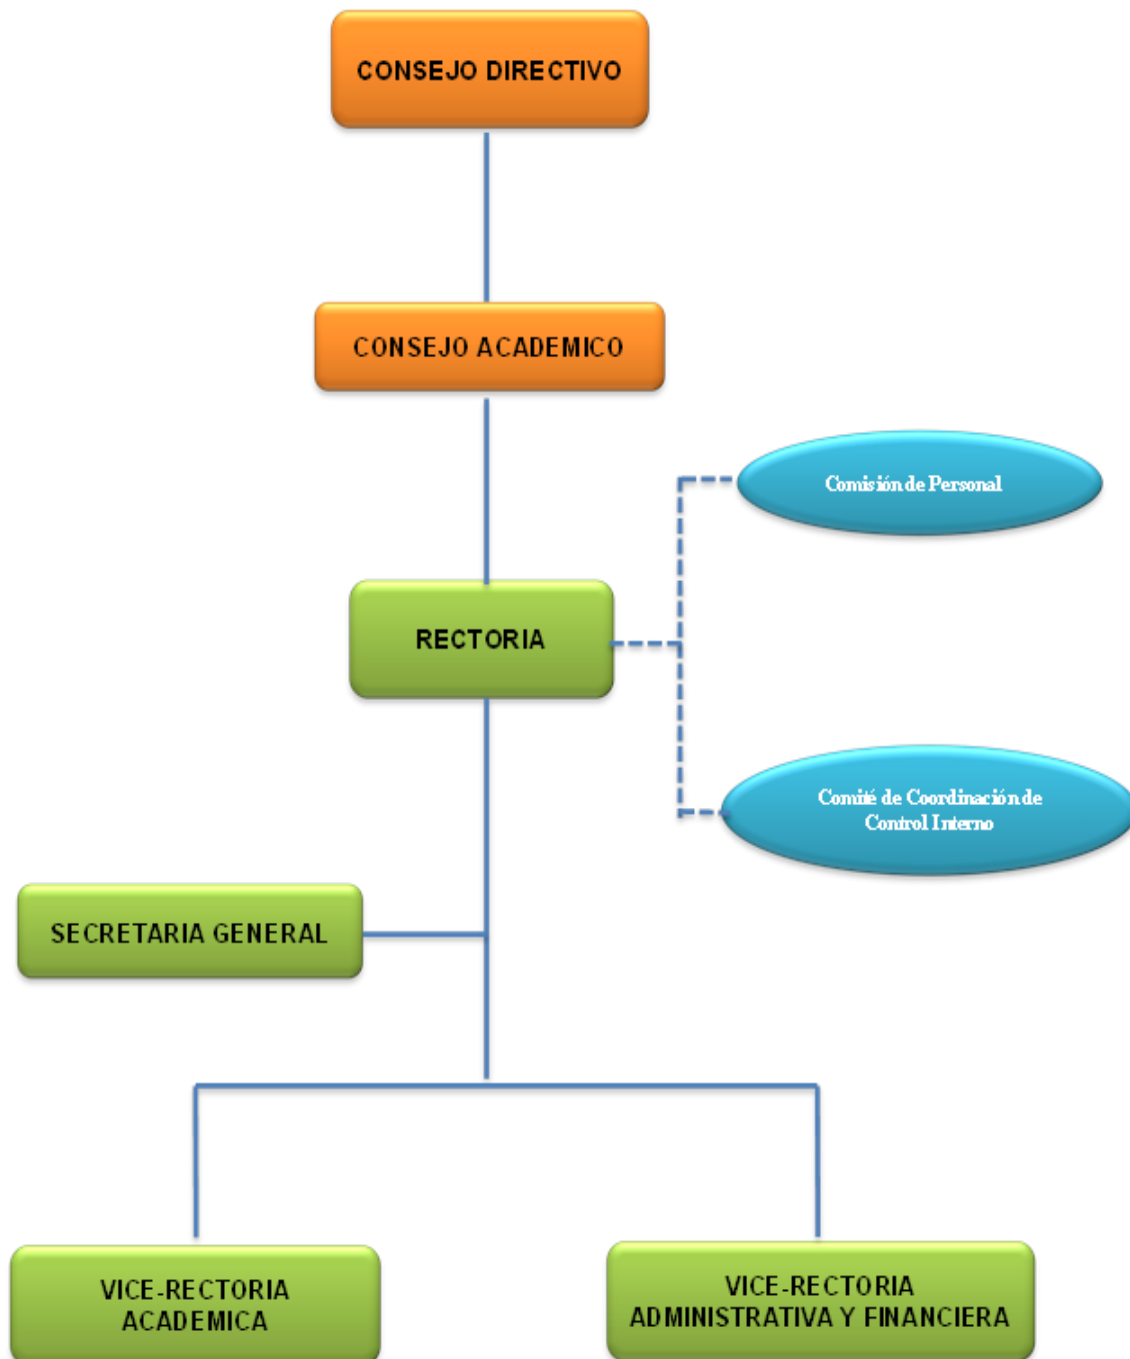 CONSEJO DIRECTIVO
CONSEJO ACADEMICO
Comisión de Personal
RECTORIA
Comité de Coordinación de
Control Interno
SECRETARIA GENERAL
VICE-RECTORIA
ACADEMICA
VICE-RECTORIA
ADMINISTRATIVA Y FINANCIERA